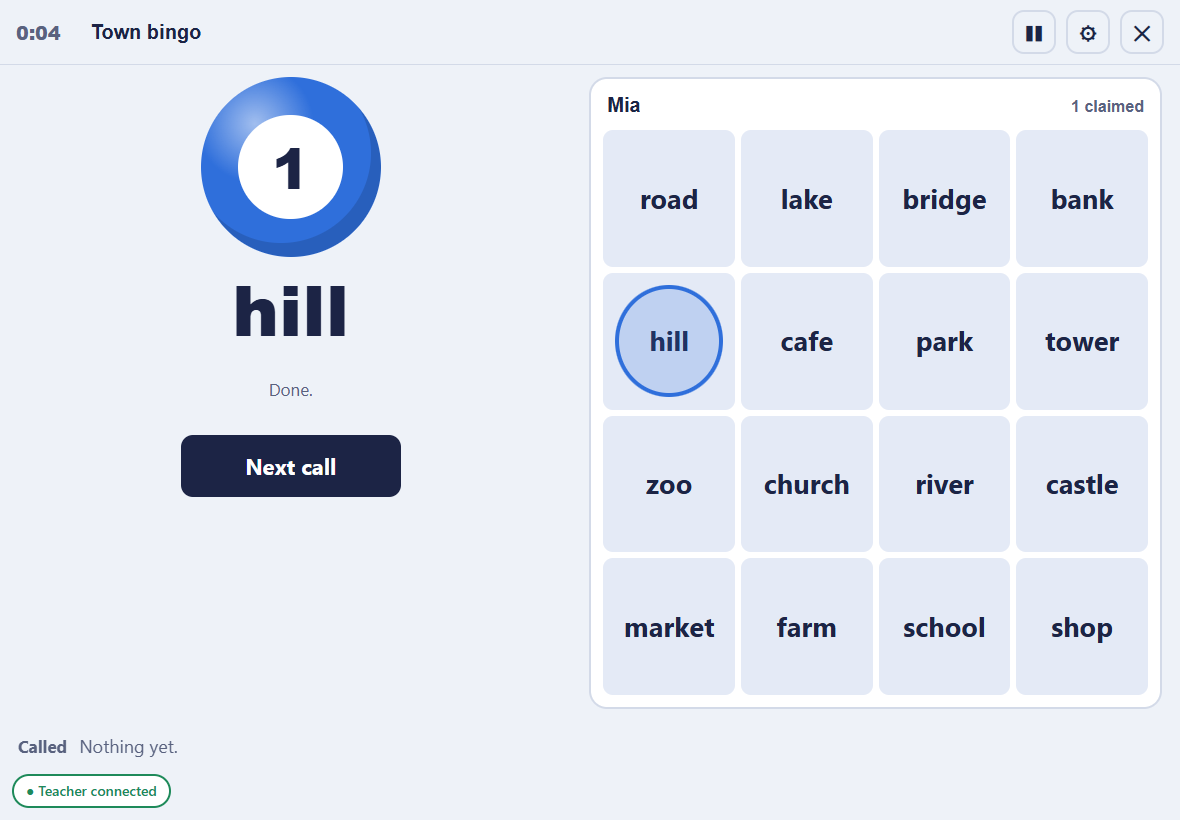 0:04 Town bingo
1
hill
Done.
Next call
Mia 1 claimed
road lake bridge bank
hill cafe park tower
zoo church river castle
market farm school shop
Called Nothing yet.
Teacher connected